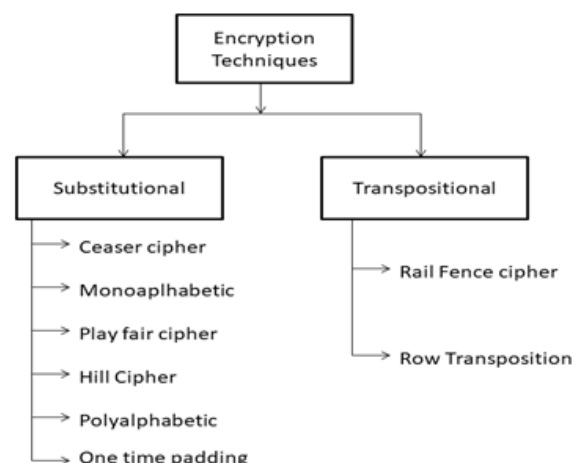 Encryption
Techniques
Substitutional
Transpositional
Ceaser cipher
Monoaplhabetic
Play fair cipher
Hill Cipher
Polyalphabetic
One time padding
Rail Fence cipher
Row Transposition